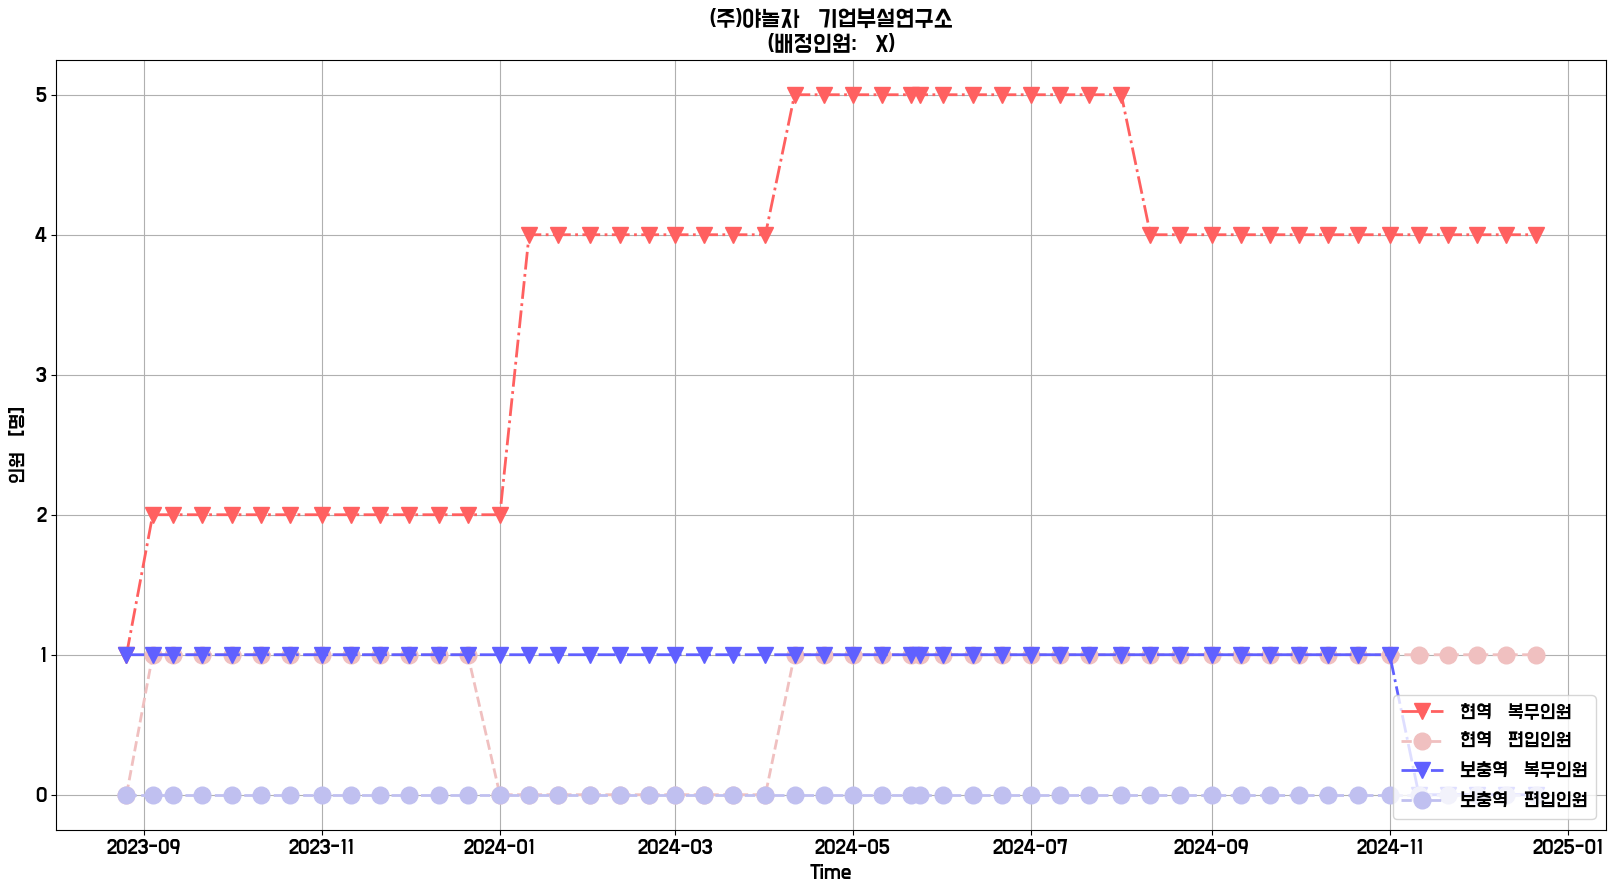 (주)야놀자 기업부설연구소
(배정인원: X)
인원 [명]
5
4
3
2
1
0
2023-09
2023-11
2024-01
2024-03
2024-05
2024-07
2024-09
2024-11
2025-01
Time
현역 복무인원
현역 편입인원
보충역 복무인원
보충역 편입인원